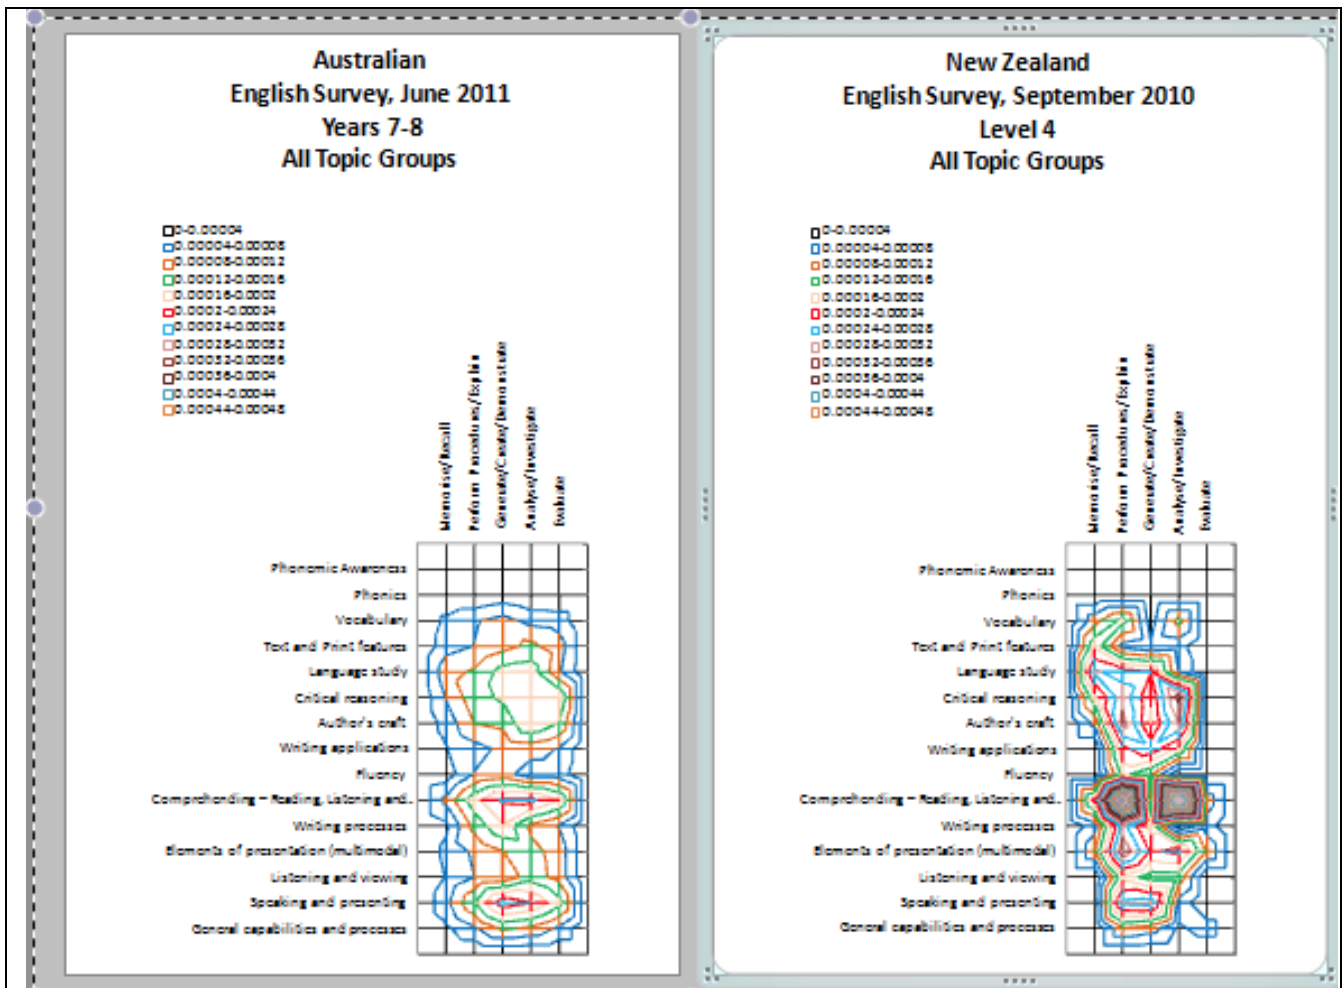 Australian
English Survey, June 2011
Years 7-8
All Topic Groups
0-0.00004
0.00004-0.00008
0.00008-0.00012
0.00012-0.00016
0.00016-0.0002
0.0002-0.00024
0.00024-0.00028
0.00028-0.00032
0.00032-0.00036
0.00036-0.0004
0.0004-0.00044
0.00044-0.00048
Memorise/Recall
Perform Procedures/Explain
Generate/Create/Demonstrate
Analyse/Investigate
Evaluate
Phonemic Awareness
Phonics
Vocabulary
Text and Print features
Language study
Critical reasoning
Author's craft
Writing applications
Fluency
Comprehending – Reading, Listening and..
Writing processes
Elements of presentation (multimodal)
Listening and viewing
Speaking and presenting
General capabilities and processes
New Zealand
English Survey, September 2010
Level 4
All Topic Groups
0-0.00004
0.00004-0.00008
0.00008-0.00012
0.00012-0.00016
0.00016-0.0002
0.0002-0.00024
0.00024-0.00028
0.00028-0.00032
0.00032-0.00036
0.00036-0.0004
0.0004-0.00044
0.00044-0.00048
Memorise/Recall
Perform Procedures/Explain
Generate/Create/Demonstrate
Analyse/Investigate
Evaluate
Phonemic Awareness
Phonics
Vocabulary
Text and Print features
Language study
Critical reasoning
Author's craft
Writing applications
Fluency
Comprehending – Reading, Listening and..
Writing processes
Elements of presentation (multimodal)
Listening and viewing
Speaking and presenting
General capabilities and processes